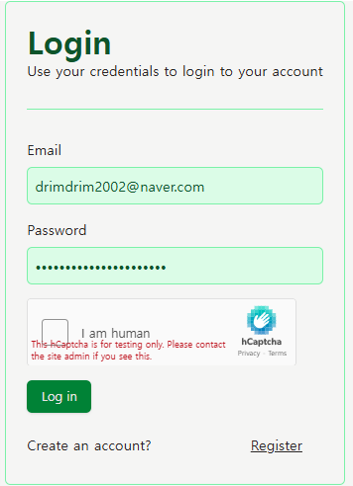 Login
Use your credentials to login to your account
Email
drimdrim2002@naver.com
Password
••••••••••••••••••••••
I am human
This hCaptcha is for testing only. Please contact
the site admin if you see this.
hCaptcha
Privacy · Terms
Log in
Create an account? Register